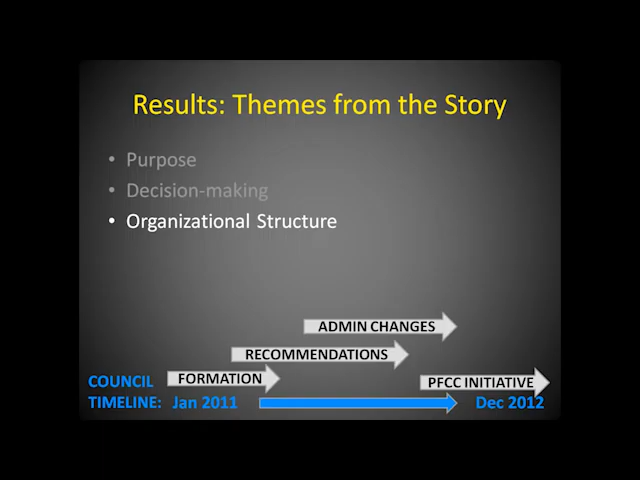 Results: Themes from the Story
• Purpose
• Decision-making
• Organizational Structure
ADMIN CHANGES
RECOMMENDATIONS
FORMATION
PFCC INITIATIVE
COUNCIL
TIMELINE: Jan 2011 Dec 2012